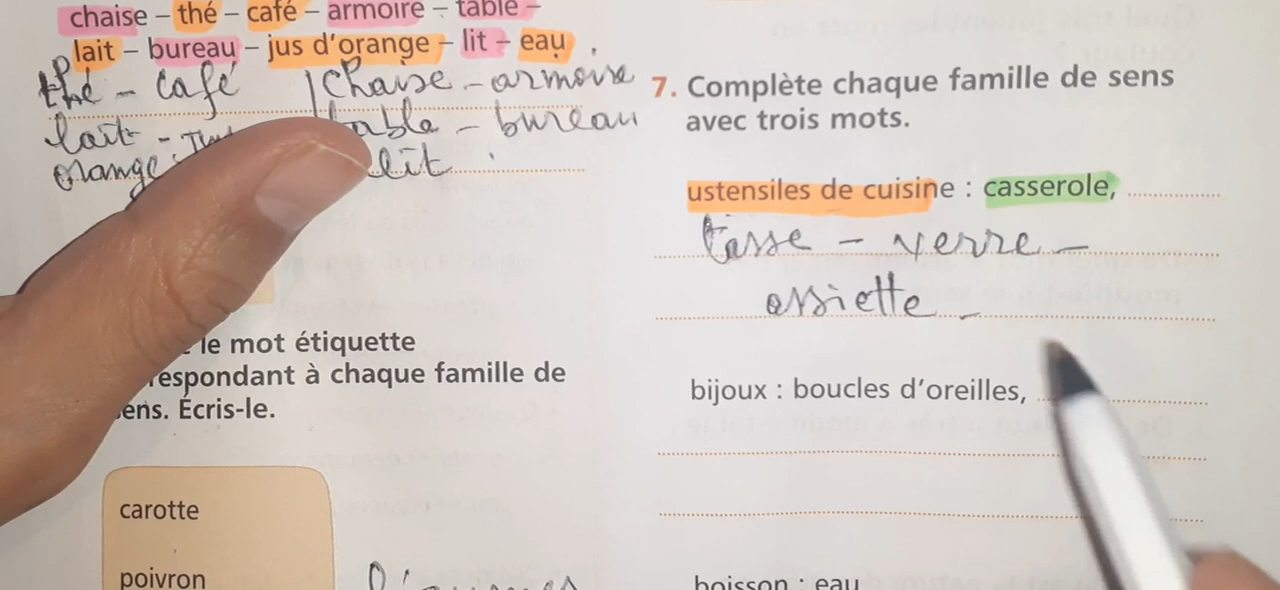 chaise – thé – café – armoire – table –
lait – bureau – jus d'orange – lit – eau .
thé - café
lait -
orange
chaise - armoire
table - bureau
lit .
le mot étiquette
respondant à chaque famille de
ens. Écris-le.
carotte
poivron
7. Complète chaque famille de sens
avec trois mots.
ustensiles de cuisine : casserole,
tasse - verre -
assiette -
bijoux : boucles d'oreilles,
boisson : eau